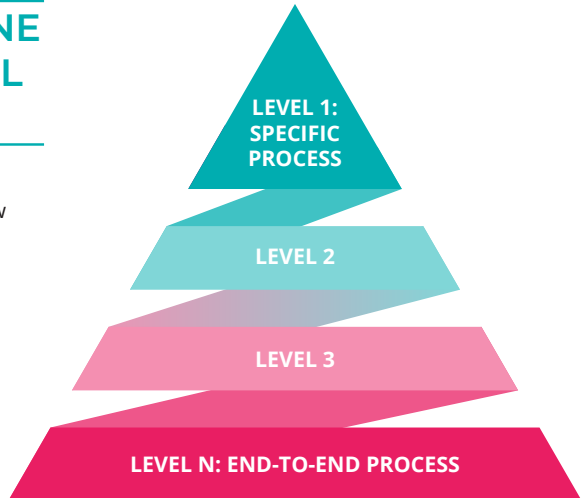 NE
L
LEVEL 1:
SPECIFIC
PROCESS
W
LEVEL 2
LEVEL 3
LEVEL N: END-TO-END PROCESS